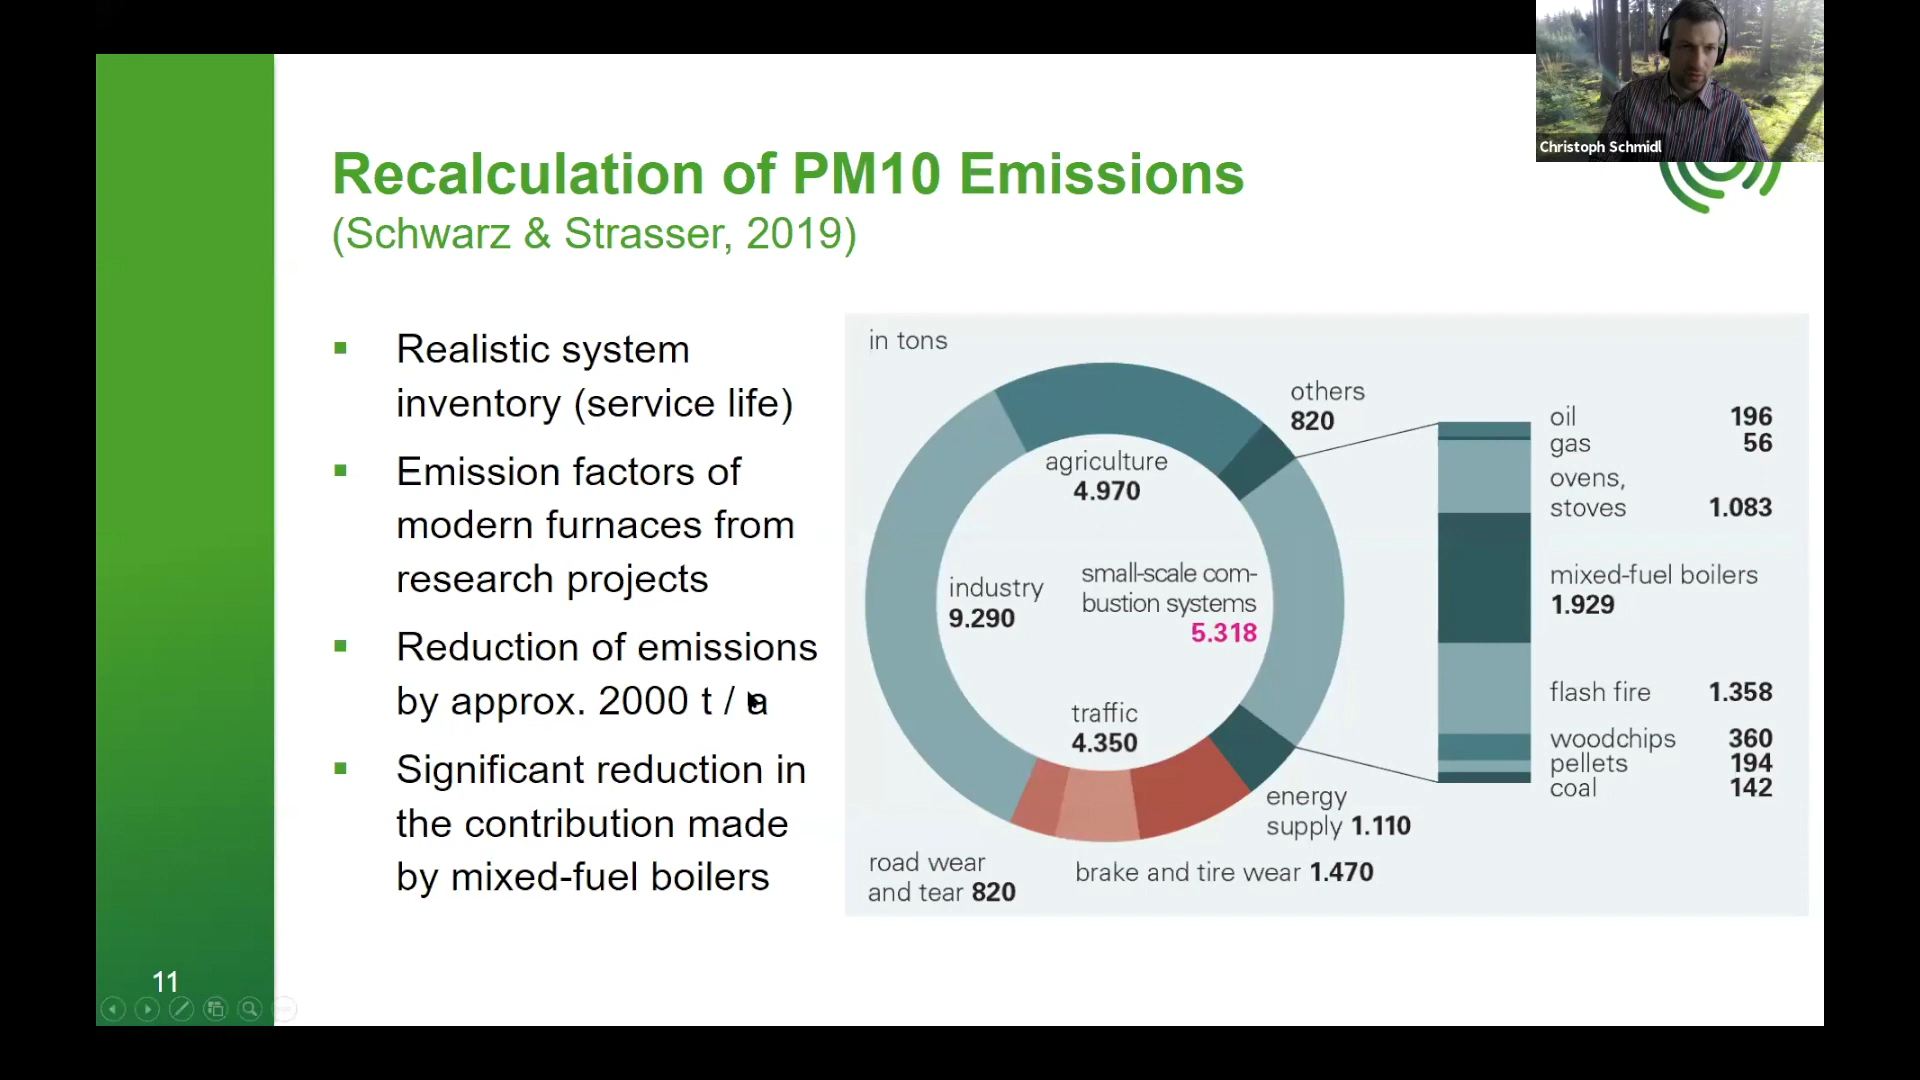 Christoph Schmidl
Recalculation of PM10 Emissions
(Schwarz & Strasser, 2019)
Realistic system
inventory (service life)
Emission factors of
modern furnaces from
research projects
Reduction of emissions
by approx. 2000 t / a
Significant reduction in
the contribution made
by mixed-fuel boilers
in tons
others
820
agriculture
4.970
industry
9.290
small-scale com-
bustion systems
5.318
traffic
4.350
energy
supply 1.110
road wear
and tear 820
brake and tire wear 1.470
oil 196
gas 56
ovens,
stoves 1.083
mixed-fuel boilers
1.929
flash fire 1.358
woodchips 360
pellets 194
coal 142
11